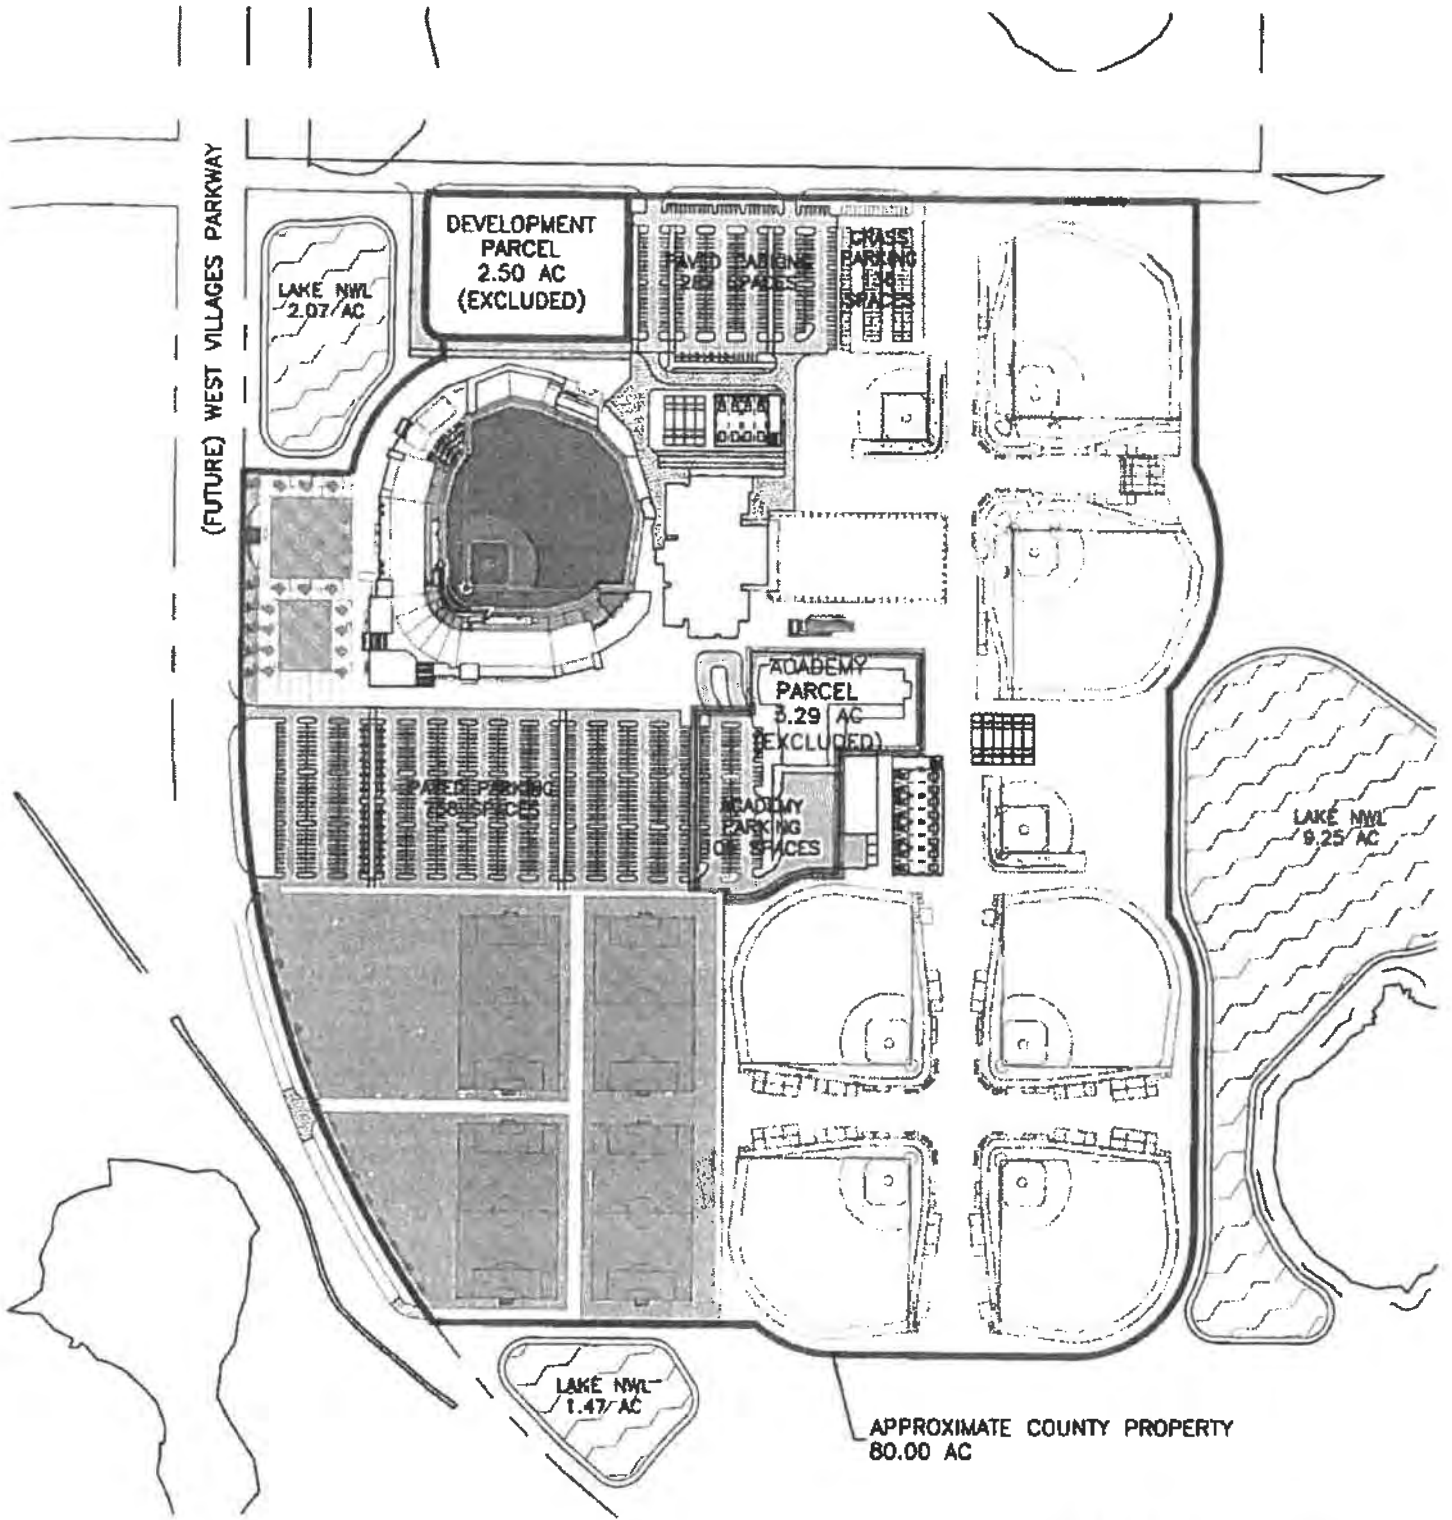 (FUTURE) WEST VILLAGES PARKWAY
DEVELOPMENT
PARCEL
2.50 AC
(EXCLUDED)
LAKE NWL
2.07 AC
PAVED PARKING
SPACES
GRASS
PARKING
SPACES
ACADEMY
PARCEL
3.29 AC
(EXCLUDED)
PAVED PARKING
SPACES
ACADEMY
PARKING
SPACES
LAKE NWL
9.25 AC
LAKE NWL
1.47 AC
APPROXIMATE COUNTY PROPERTY
80.00 AC